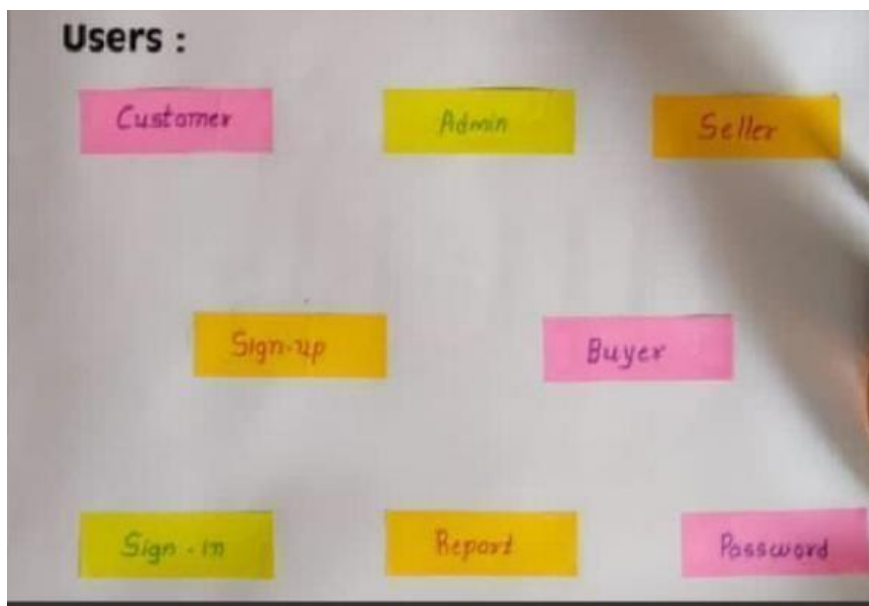 Users :
Customer
Admin
Seller
Sign-up
Buyer
Sign-in
Report
Password